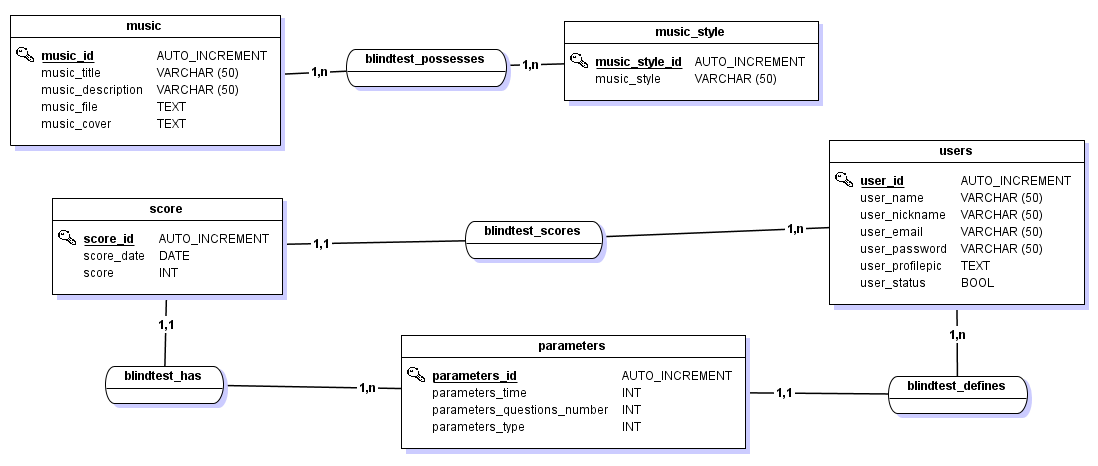 music
music_id AUTO_INCREMENT
music_title VARCHAR (50)
music_description VARCHAR (50)
music_file TEXT
music_cover TEXT
1,n
blindtest_possesses
1,n
music_style
music_style_id AUTO_INCREMENT
music_style VARCHAR (50)
users
user_id AUTO_INCREMENT
user_name VARCHAR (50)
user_nickname VARCHAR (50)
user_email VARCHAR (50)
user_password VARCHAR (50)
user_profilepic TEXT
user_status BOOL
score
score_id AUTO_INCREMENT
score_date DATE
score INT
1,1
blindtest_scores
1,n
1,1
blindtest_has
1,n
parameters
parameters_id AUTO_INCREMENT
parameters_time INT
parameters_questions_number INT
parameters_type INT
1,1
blindtest_defines
1,n